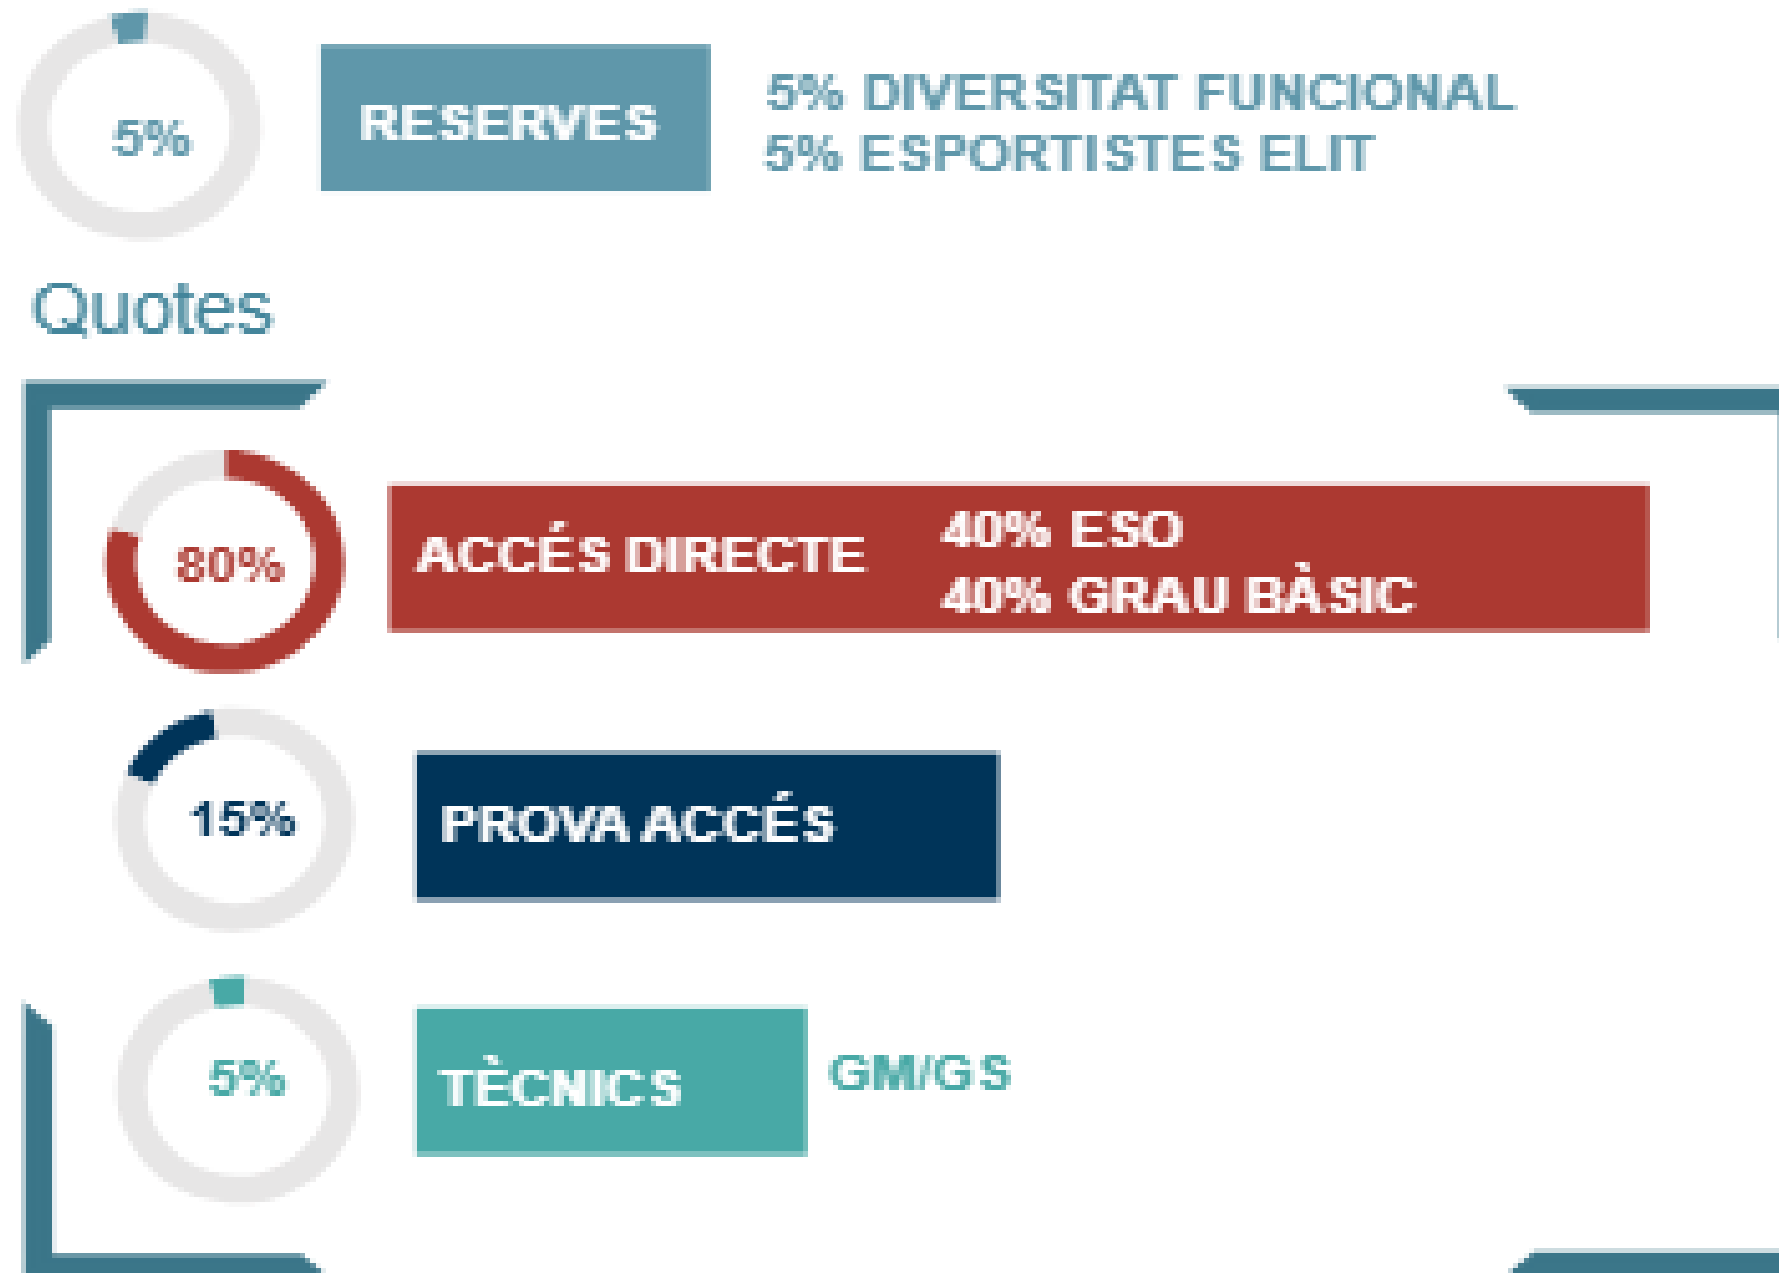 5%
RESERVES
5% DIVERSITAT FUNCIONAL
5% ESPORTISTES ELIT
Quotes
80%
ACCÉS DIRECTE
40% ESO
40% GRAU BÀSIC
15%
PROVA ACCÉS
5%
TÈCNICS
GM/GS